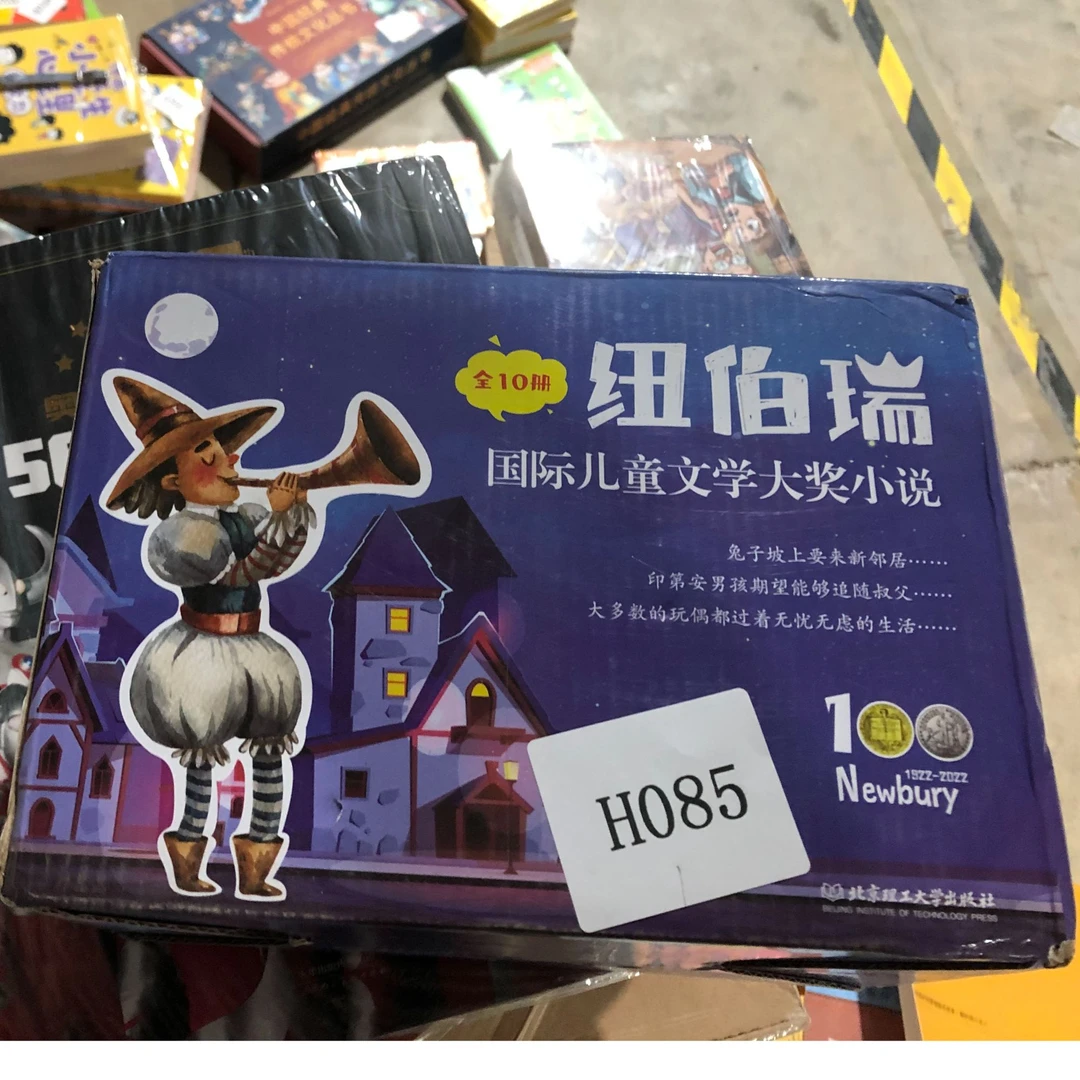 全10册
纽伯瑞
国际儿童文学大奖小说
兔子坡上要来新邻居……
印第安男孩期望能够追随叔父……
大多数的玩偶都过着无忧无虑的生活……
100
1922-2022
Newbury
H085
北京理工大学出版社
BEIJING INSTITUTE OF TECHNOLOGY PRESS